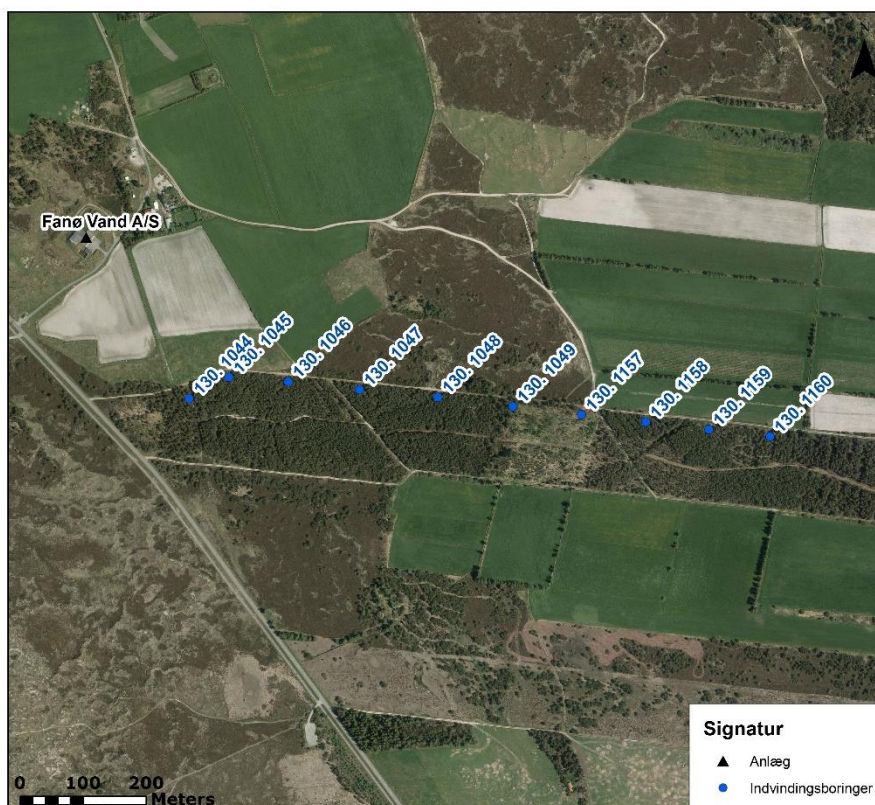 Fanø Vand A/S
130. 1044
130. 1045
130. 1046
130. 1047
130. 1048
130. 1049
130. 1157
130. 1158
130. 1159
130. 1160
Signatur
Anlæg
Indvindingsboringer
0 100 200
Meters